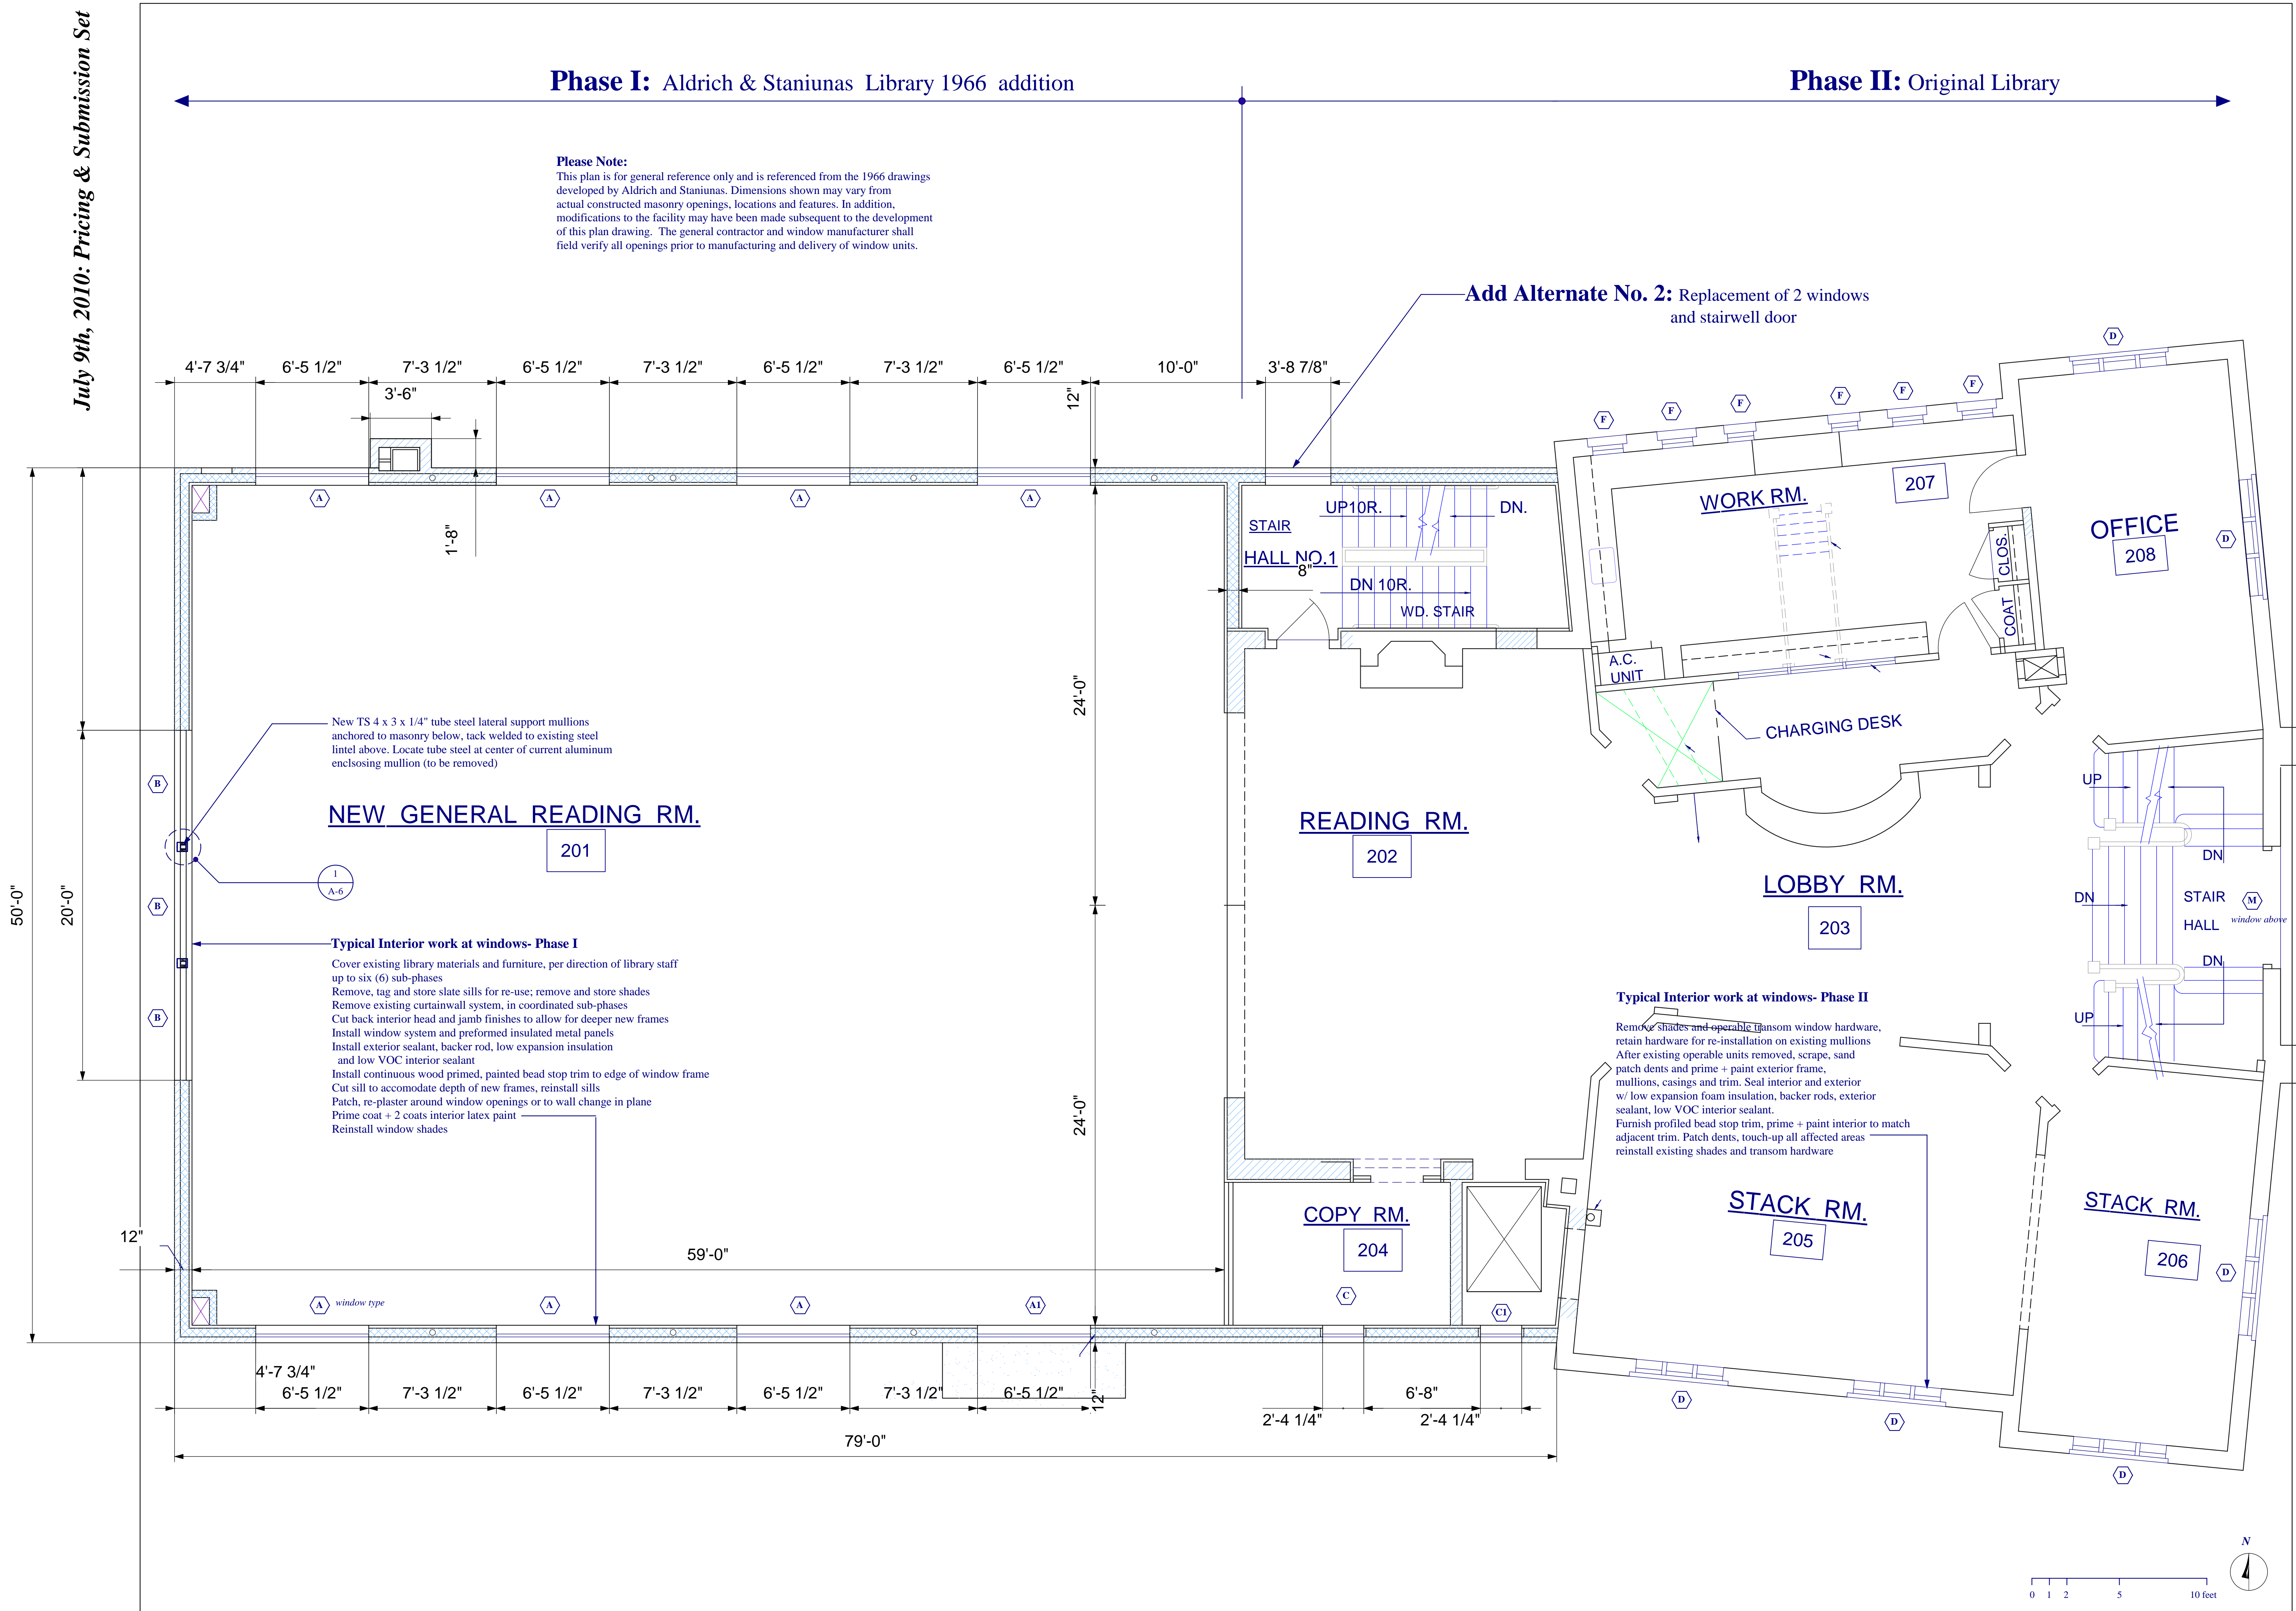 July 9th, 2010: Pricing & Submission Set
Phase I: Aldrich & Staniunas Library 1966 addition
Phase II: Original Library
Please Note:
This plan is for general reference only and is referenced from the 1966 drawings
developed by Aldrich and Staniunas. Dimensions shown may vary from
actual constructed masonry openings, locations and features. In addition,
modifications to the facility may have been made subsequent to the development
of this plan drawing. The general contractor and window manufacturer shall
field verify all openings prior to manufacturing and delivery of window units.
Add Alternate No. 2: Replacement of 2 windows
and stairwell door
4'-7 3/4"
6'-5 1/2"
7'-3 1/2"
6'-5 1/2"
7'-3 1/2"
6'-5 1/2"
7'-3 1/2"
6'-5 1/2"
10'-0"
3'-8 7/8"
3'-6"
12"
1'-8"
D
F
F
F
F
F
F
A
A
A
A
STAIR
HALL NO.1
8"
UP10R.
DN.
DN 10R.
WD. STAIR
WORK RM.
207
OFFICE
208
D
CLOS.
COAT
A.C.
UNIT
CHARGING DESK
50'-0"
20'-0"
24'-0"
24'-0"
New TS 4 x 3 x 1/4" tube steel lateral support mullions
anchored to masonry below, tack welded to existing steel
lintel above. Locate tube steel at center of current aluminum
enclsosing mullion (to be removed)
B
B
B
NEW GENERAL READING RM.
201
1
A-6
READING RM.
202
LOBBY RM.
203
UP
DN
DN
STAIR
HALL
M
window above
DN
UP
Typical Interior work at windows- Phase I
Cover existing library materials and furniture, per direction of library staff
up to six (6) sub-phases
Remove, tag and store slate sills for re-use; remove and store shades
Remove existing curtainwall system, in coordinated sub-phases
Cut back interior head and jamb finishes to allow for deeper new frames
Install window system and preformed insulated metal panels
Install exterior sealant, backer rod, low expansion insulation
and low VOC interior sealant
Install continuous wood primed, painted bead stop trim to edge of window frame
Cut sill to accomodate depth of new frames, reinstall sills
Patch, re-plaster around window openings or to wall change in plane
Prime coat + 2 coats interior latex paint
Reinstall window shades
Typical Interior work at windows- Phase II
Remove shades and operable transom window hardware,
retain hardware for re-installation on existing mullions
After existing operable units removed, scrape, sand
patch dents and prime + paint exterior frame,
mullions, casings and trim. Seal interior and exterior
w/ low expansion foam insulation, backer rods, exterior
sealant, low VOC interior sealant.
Furnish profiled bead stop trim, prime + paint interior to match
adjacent trim. Patch dents, touch-up all affected areas
reinstall existing shades and transom hardware
COPY RM.
204
STACK RM.
205
STACK RM.
206
D
12"
59'-0"
A
window type
A
A
A1
C
C1
4'-7 3/4"
6'-5 1/2"
7'-3 1/2"
6'-5 1/2"
7'-3 1/2"
6'-5 1/2"
7'-3 1/2"
6'-5 1/2"
12"
2'-4 1/4"
6'-8"
2'-4 1/4"
79'-0"
D
D
D
N
0 1 2 5 10 feet